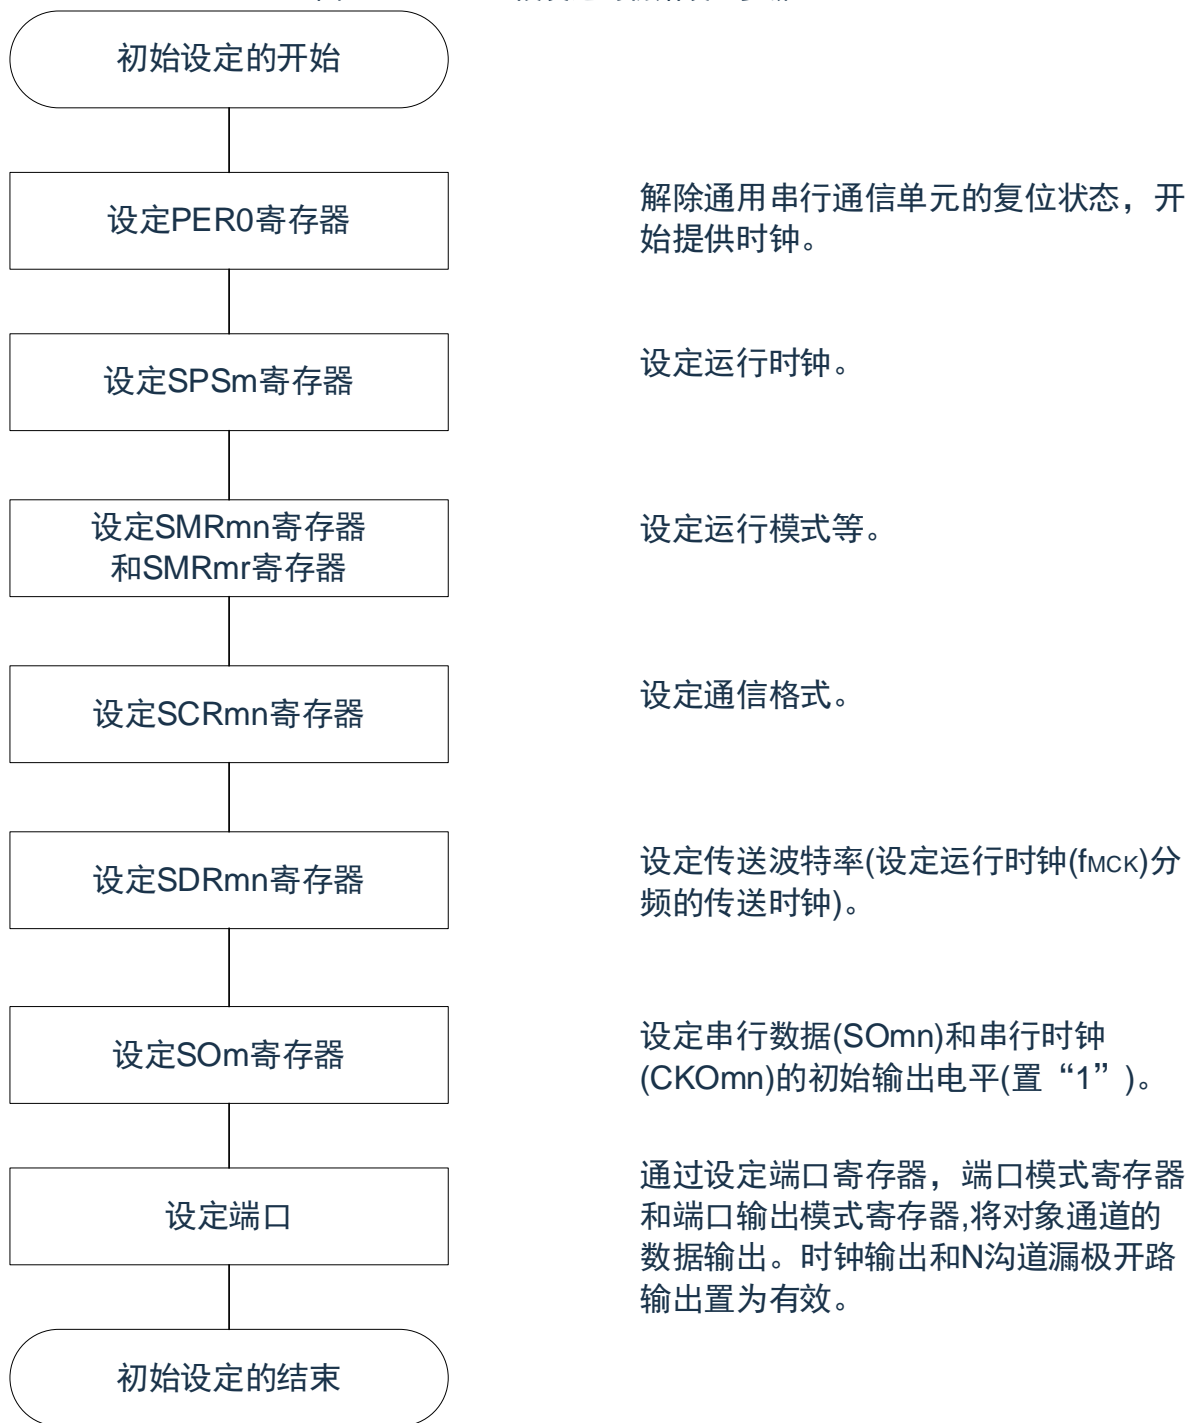 初始设定的开始
设定PER0寄存器
解除通用串行通信单元的复位状态，开
始提供时钟。
设定SPSm寄存器
设定运行时钟。
设定SMRmn寄存器
和SMRmr寄存器
设定运行模式等。
设定SCRmn寄存器
设定通信格式。
设定SDRmn寄存器
设定传送波特率(设定运行时钟(fMCK)分
频的传送时钟)。
设定SOm寄存器
设定串行数据(SOmn)和串行时钟
(CKOmn)的初始输出电平(置“1”)。
设定端口
通过设定端口寄存器，端口模式寄存器
和端口输出模式寄存器,将对象通道的
数据输出。时钟输出和N沟道漏极开路
输出置为有效。
初始设定的结束